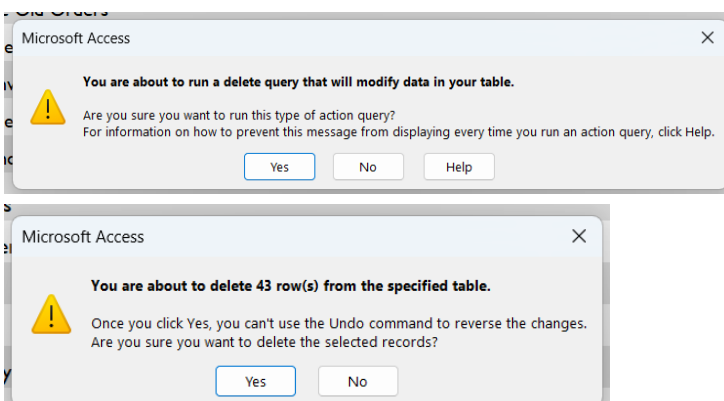 Old Orders
Microsoft Access
You are about to run a delete query that will modify data in your table.
Are you sure you want to run this type of action query?
For information on how to prevent this message from displaying every time you run an action query, click Help.
Yes No Help
Microsoft Access
You are about to delete 43 row(s) from the specified table.
Once you click Yes, you can't use the Undo command to reverse the changes.
Are you sure you want to delete the selected records?
Yes No